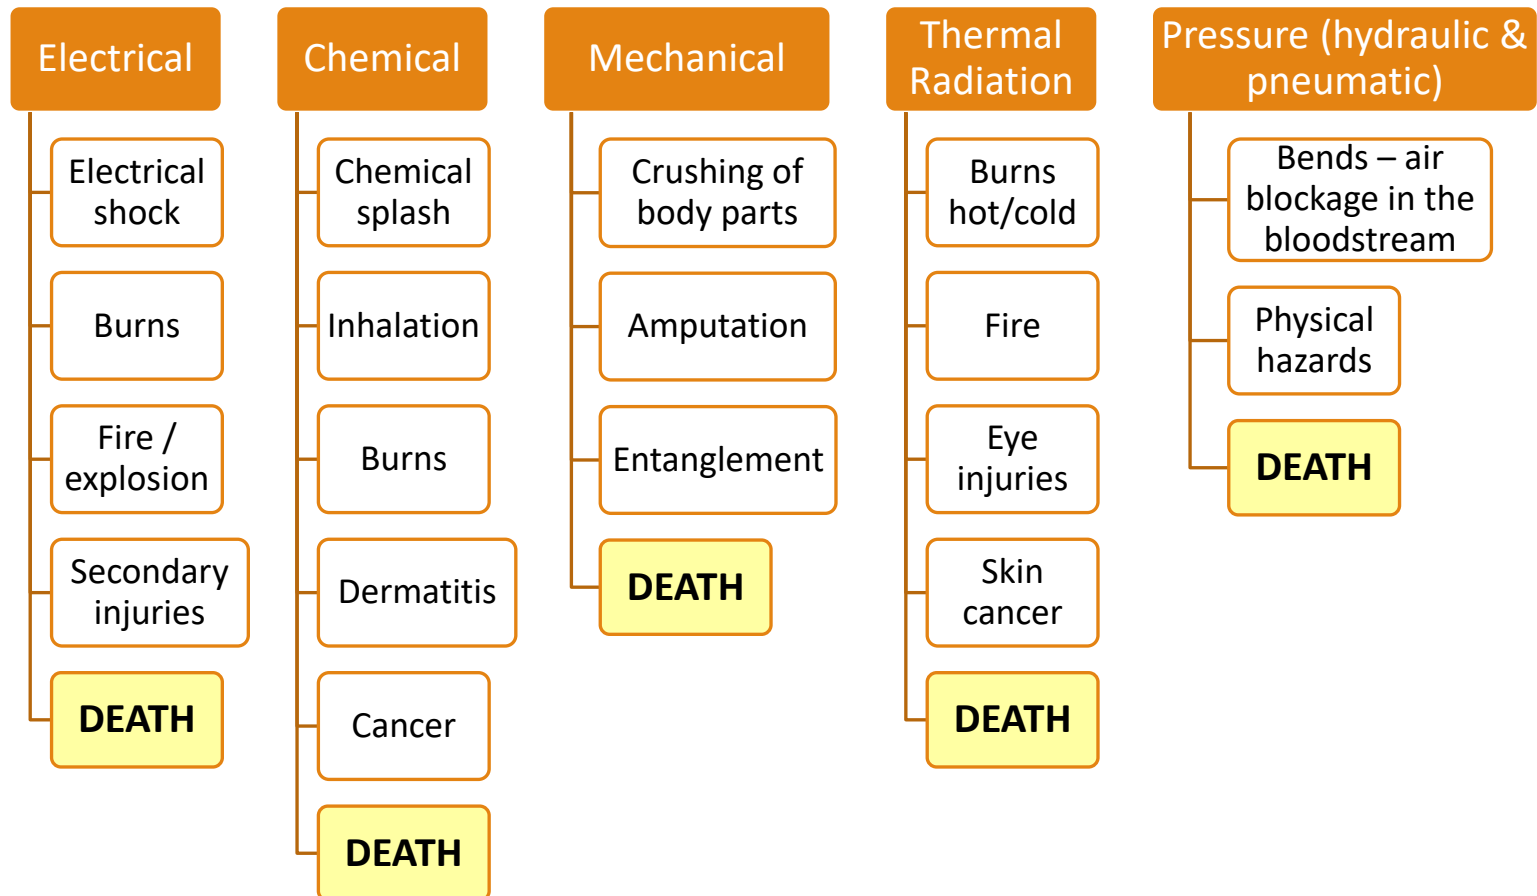 Electrical
Electrical
shock
Burns
Fire /
explosion
Secondary
injuries
DEATH
Chemical
Chemical
splash
Inhalation
Burns
Dermatitis
Cancer
DEATH
Mechanical
Crushing of
body parts
Amputation
Entanglement
DEATH
Thermal
Radiation
Burns
hot/cold
Fire
Eye
injuries
Skin
cancer
DEATH
Pressure (hydraulic &
pneumatic)
Bends – air
blockage in the
bloodstream
Physical
hazards
DEATH